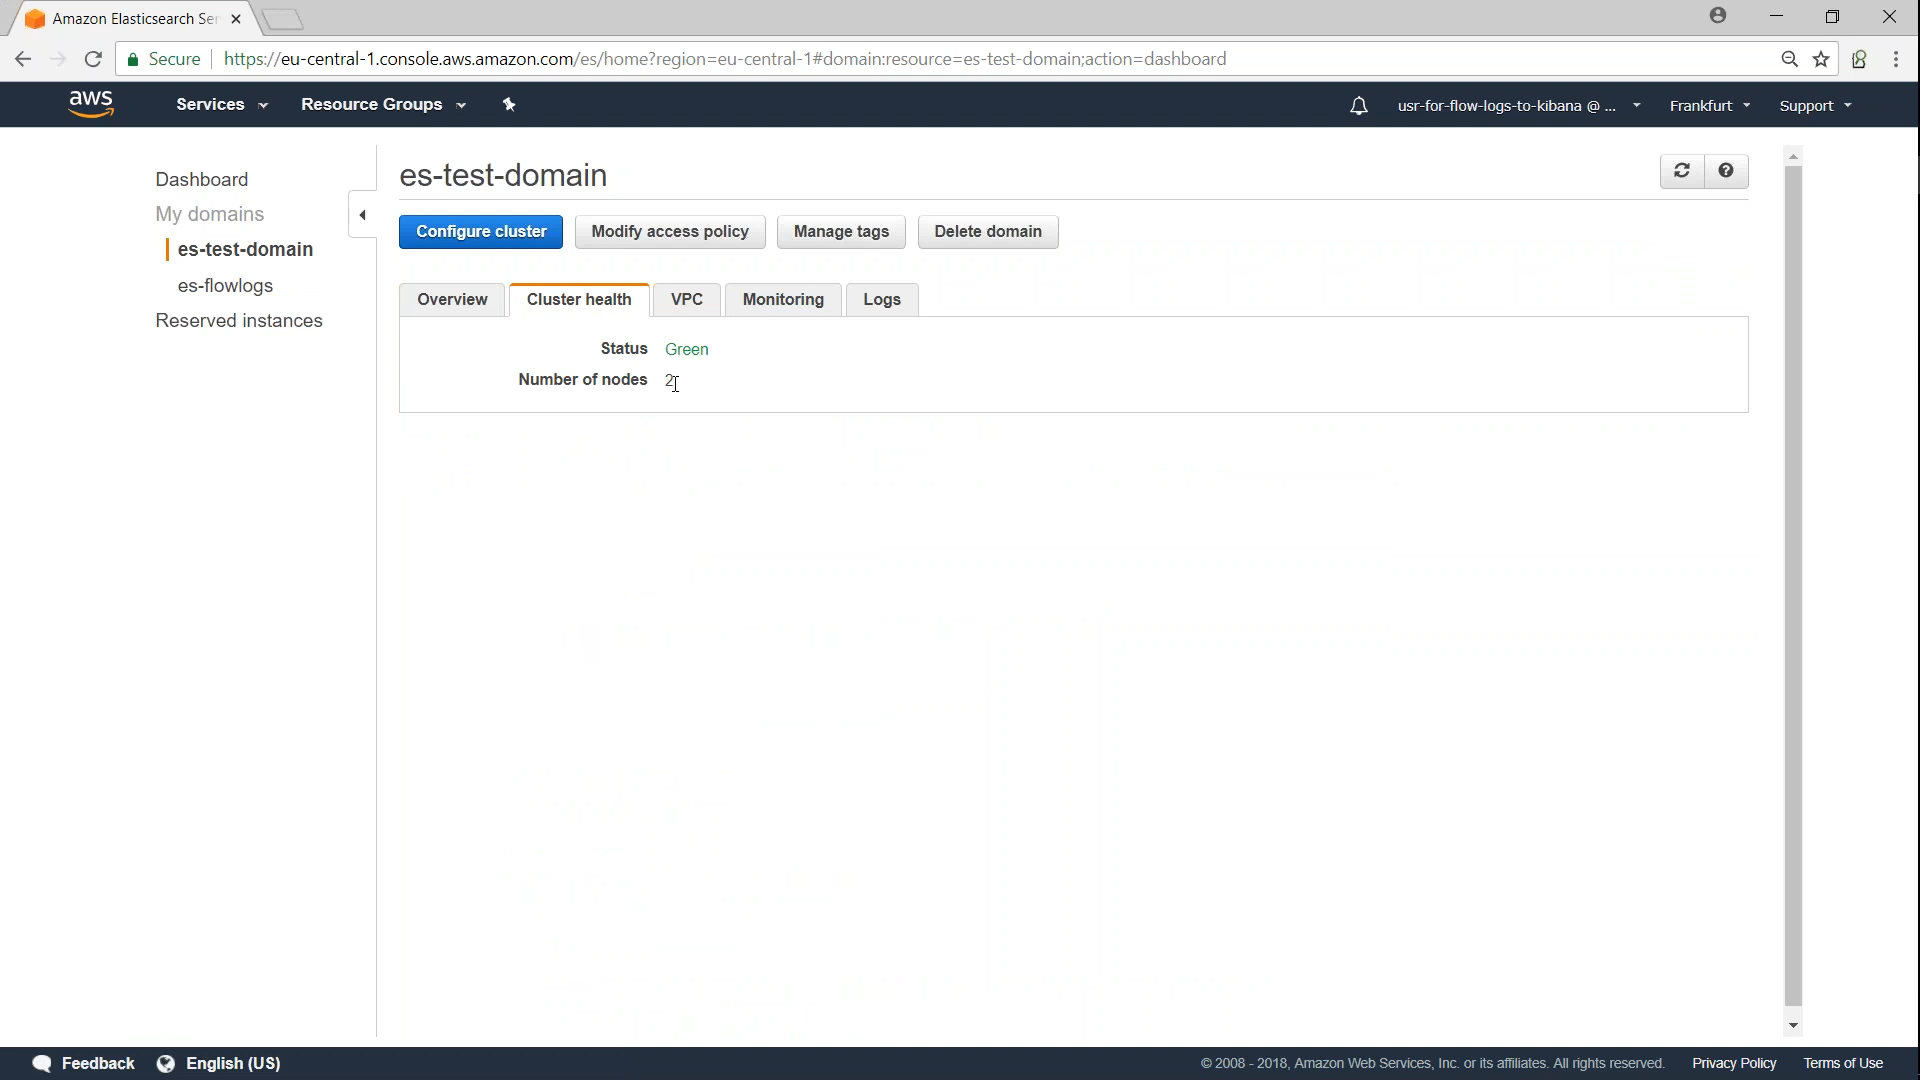 Amazon Elasticsearch Ser
Secure https://eu-central-1.console.aws.amazon.com/es/home?region=eu-central-1#domain:resource=es-test-domain;action=dashboard
aws Services Resource Groups usr-for-flow-logs-to-kibana @ ... Frankfurt Support
Dashboard
My domains
es-test-domain
es-flowlogs
Reserved instances
es-test-domain
Configure cluster Modify access policy Manage tags Delete domain
Overview Cluster health VPC Monitoring Logs
Status Green
Number of nodes 2
Feedback English (US) © 2008 - 2018, Amazon Web Services, Inc. or its affiliates. All rights reserved. Privacy Policy Terms of Use